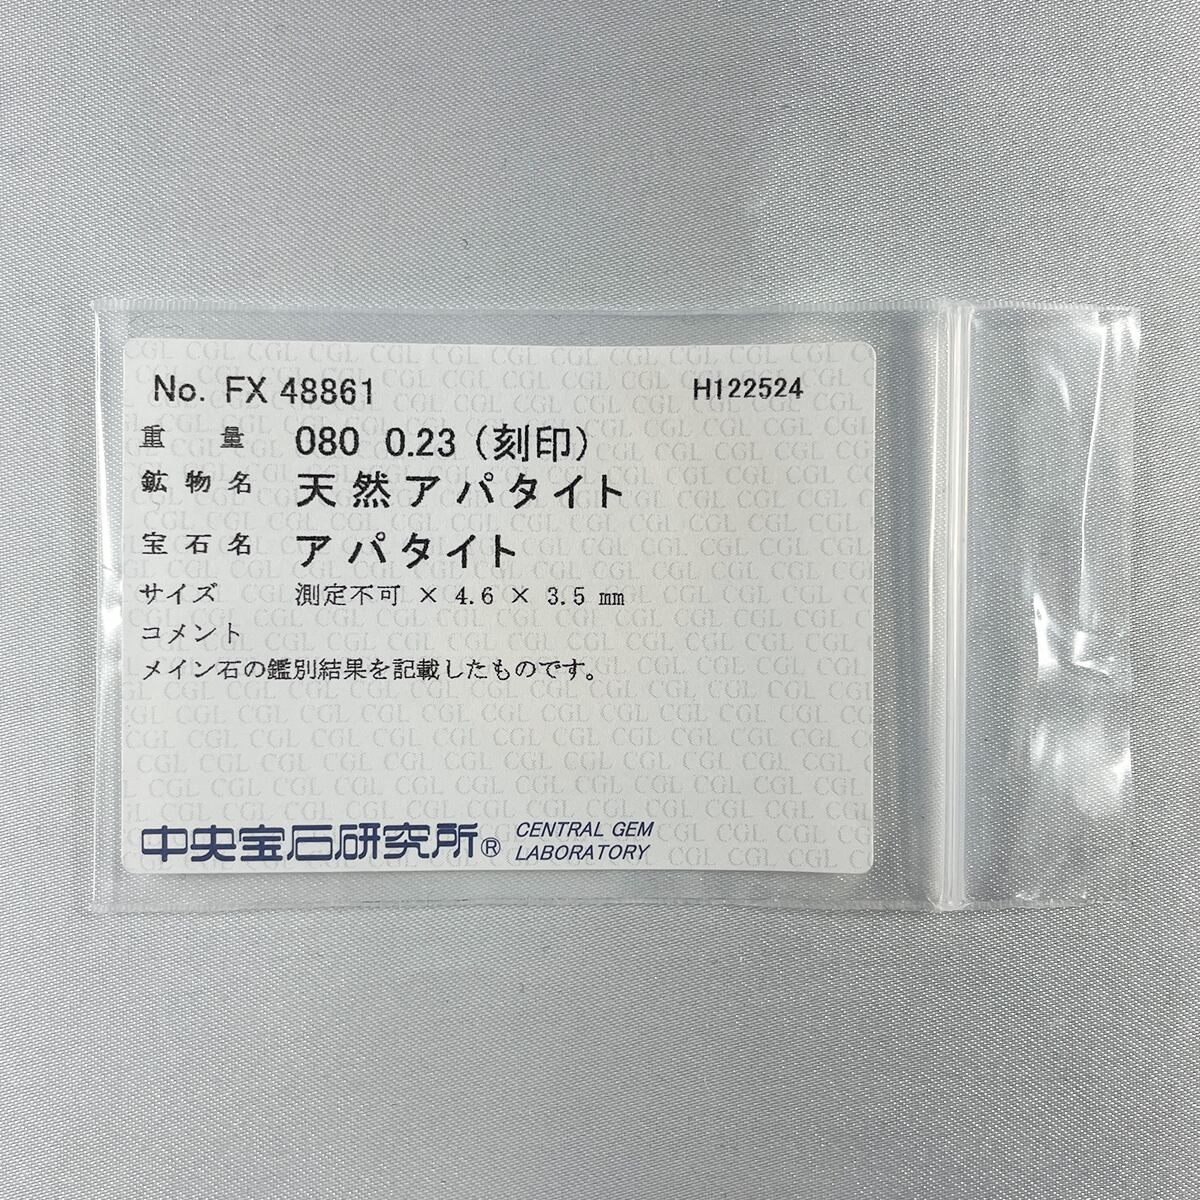 No. FX 48861 H122524
重量 080 0.23 (刻印)
鉱物名 天然アパタイト
宝石名 アパタイト
サイズ 測定不可 × 4.6 × 3.5 mm
コメント
メイン石の鑑別結果を記載したものです。
中央宝石研究所® CENTRAL GEM
LABORATORY